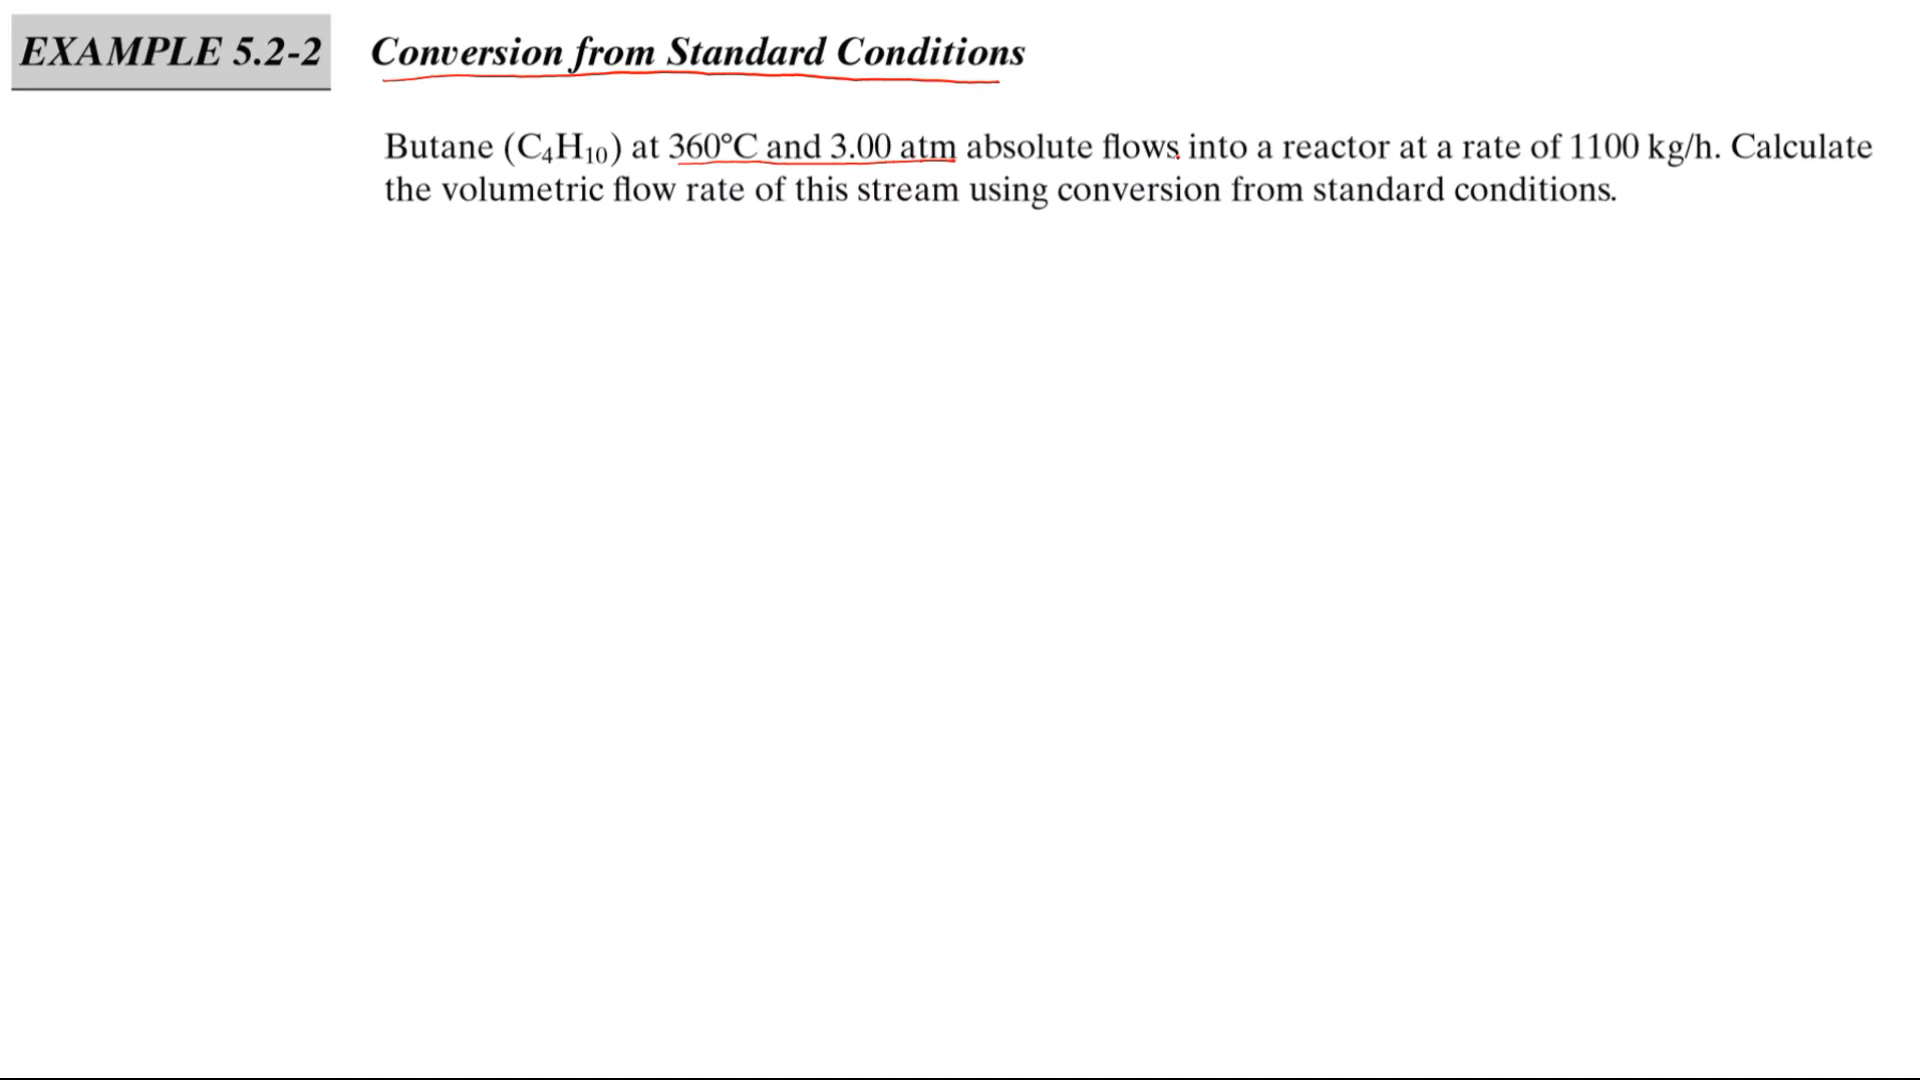 EXAMPLE 5.2-2 Conversion from Standard Conditions
Butane (C₄H₁₀) at 360°C and 3.00 atm absolute flows into a reactor at a rate of 1100 kg/h. Calculate
the volumetric flow rate of this stream using conversion from standard conditions.